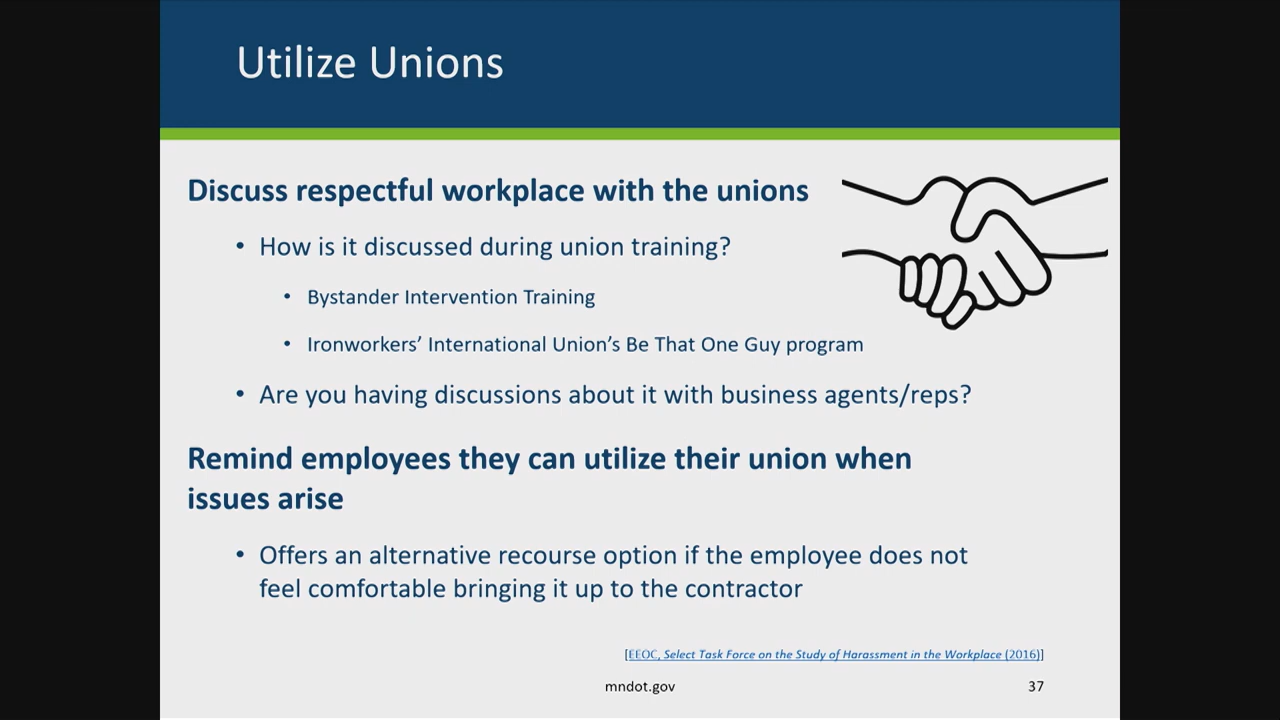 Utilize Unions
Discuss respectful workplace with the unions
• How is it discussed during union training?
• Bystander Intervention Training
• Ironworkers’ International Union’s Be That One Guy program
• Are you having discussions about it with business agents/reps?
Remind employees they can utilize their union when
issues arise
• Offers an alternative recourse option if the employee does not
feel comfortable bringing it up to the contractor
[EEOC, Select Task Force on the Study of Harassment in the Workplace (2016)]
mndot.gov
37